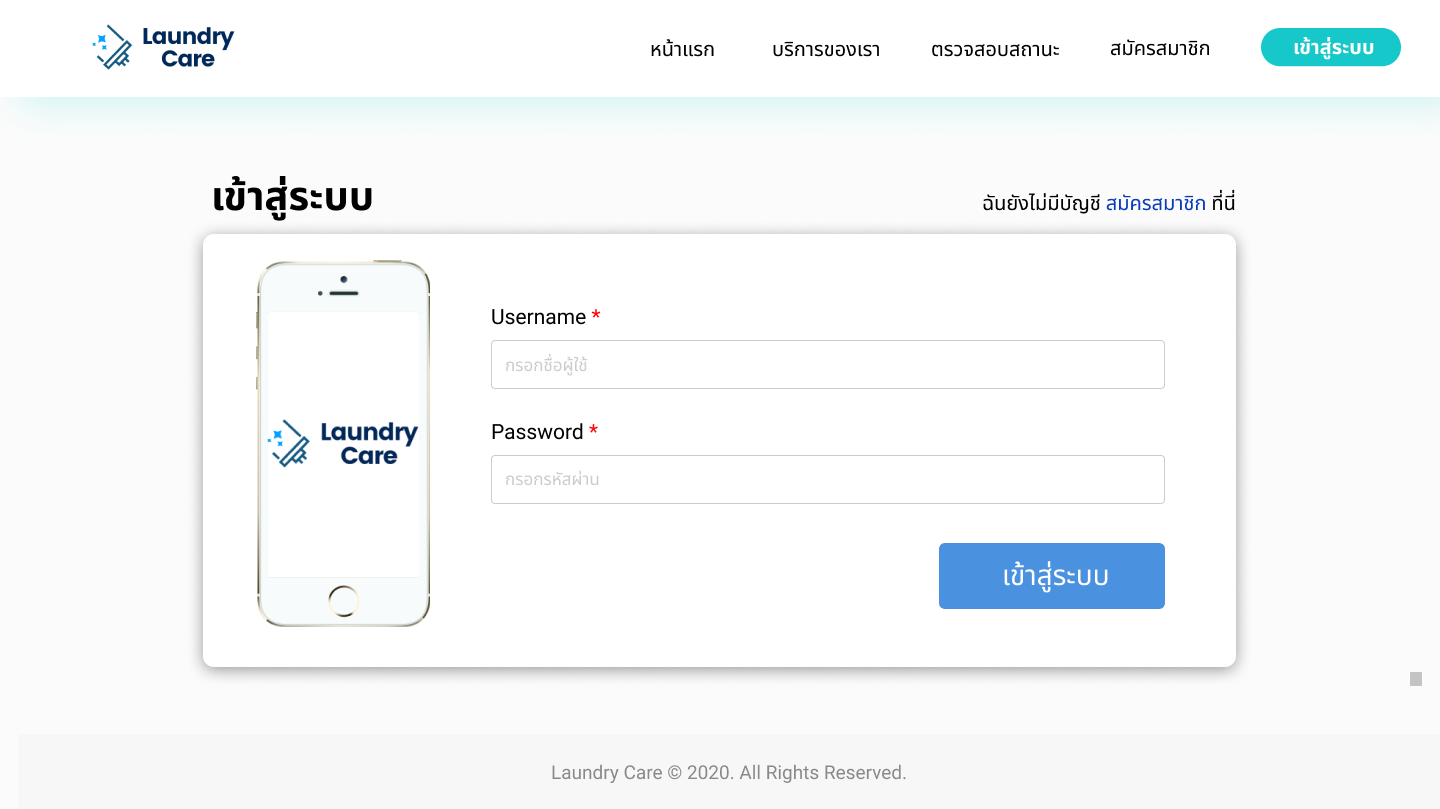 Laundry
Care
หน้าแรก บริการของเรา ตรวจสอบสถานะ สมัครสมาชิก เข้าสู่ระบบ
เข้าสู่ระบบ
ฉันยังไม่มีบัญชี สมัครสมาชิก ที่นี่
Username *
กรอกชื่อผู้ใช้
Laundry
Care
Password *
กรอกรหัสผ่าน
เข้าสู่ระบบ
Laundry Care © 2020. All Rights Reserved.